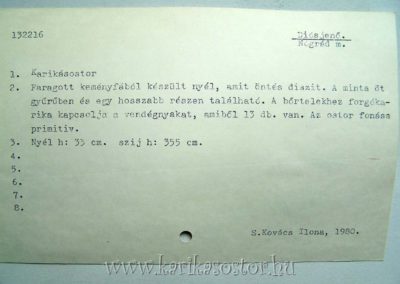 132216
Diósjenő.
Nógrád m.
1. Karikásostor
2. Faragott keményfából készült nyél, amit öntés díszit. A minta öt
gyűrűben és egy hosszabb részen található. A bőrtelekhez forgóka-
rika kapcsolja a vendégnyakat, amiből 13 db. van. Az ostor fonása
primitiv.
3. Nyél h: 33 cm. szíj h: 355 cm.
4.
5.
6.
7.
8.
S.Kovács Ilona, 1980.
www.karikasostor.hu